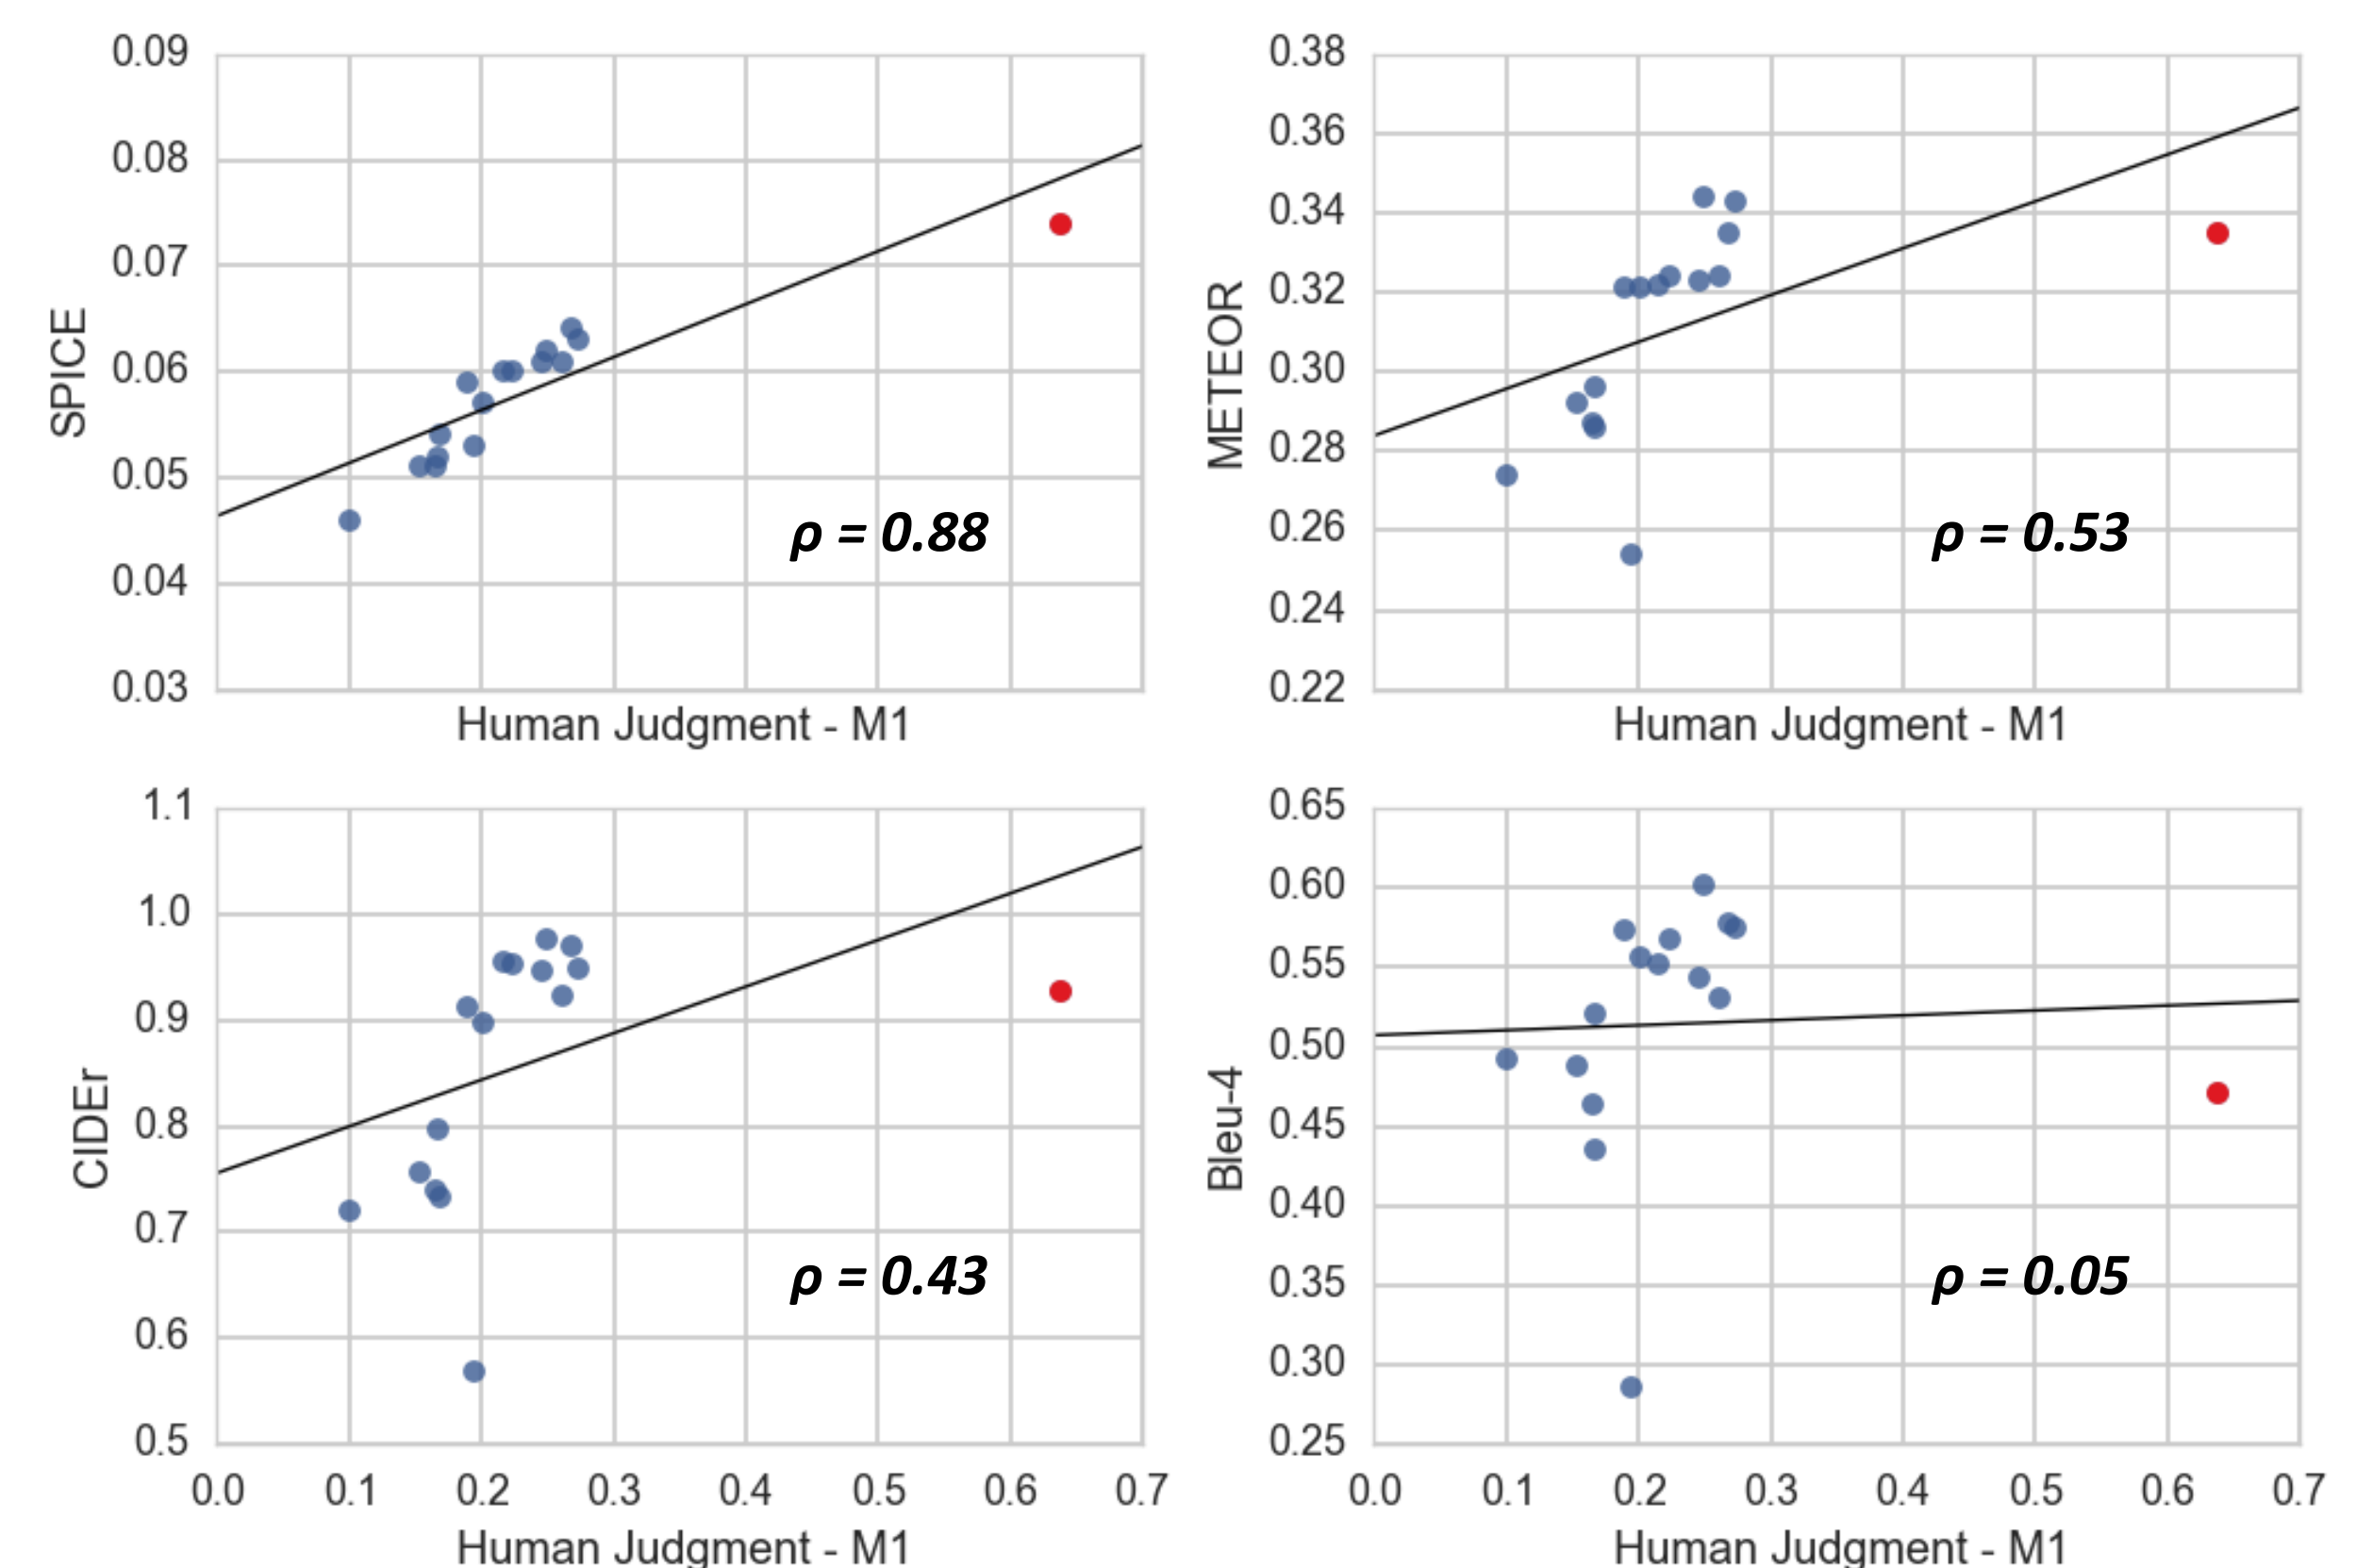 0.09
0.08
0.07
0.06
0.05
0.04
0.03
SPICE
ρ = 0.88
Human Judgment - M1
0.38
0.36
0.34
0.32
0.30
0.28
0.26
0.24
0.22
METEOR
ρ = 0.53
Human Judgment - M1
1.1
1.0
0.9
0.8
0.7
0.6
0.5
CIDEr
ρ = 0.43
0.0 0.1 0.2 0.3 0.4 0.5 0.6 0.7
Human Judgment - M1
0.65
0.60
0.55
0.50
0.45
0.40
0.35
0.30
0.25
Bleu-4
ρ = 0.05
0.0 0.1 0.2 0.3 0.4 0.5 0.6 0.7
Human Judgment - M1